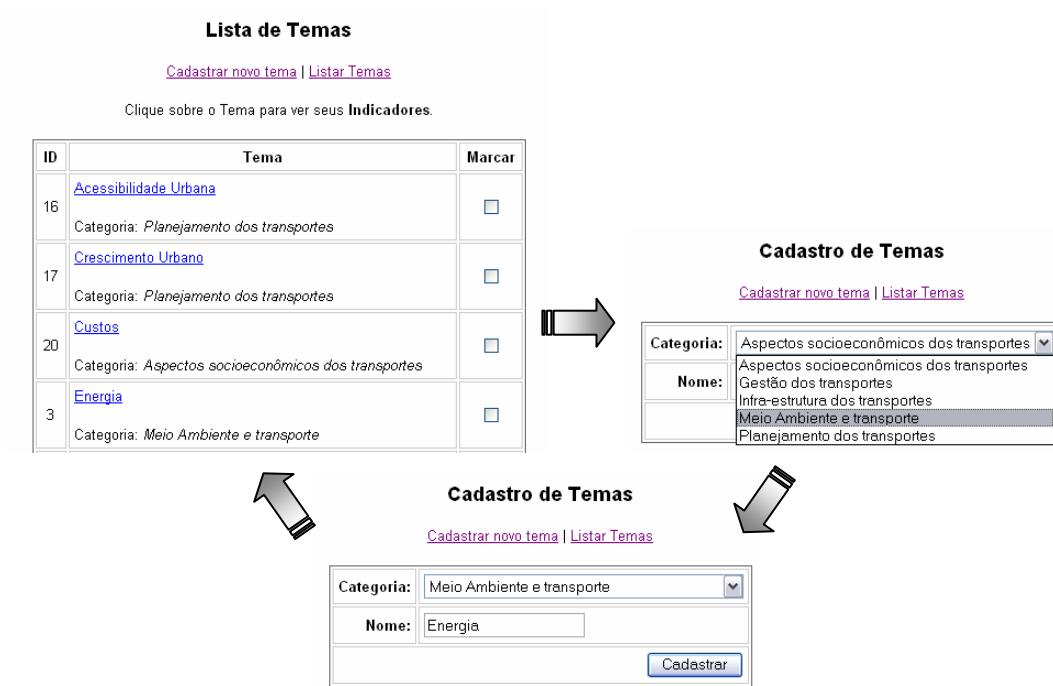 Lista de Temas
Cadastrar novo tema | Listar Temas
Clique sobre o Tema para ver seus Indicadores.
ID Tema Marcar
16 Acessibilidade Urbana
Categoria: Planejamento dos transportes
17 Crescimento Urbano
Categoria: Planejamento dos transportes
20 Custos
Categoria: Aspectos socioeconômicos dos transportes
3 Energia
Categoria: Meio Ambiente e transporte
Cadastro de Temas
Cadastrar novo tema | Listar Temas
Categoria: Aspectos socioeconômicos dos transportes
Nome:
Aspectos socioeconômicos dos transportes
Gestão dos transportes
Infra-estrutura dos transportes
Meio Ambiente e transporte
Planejamento dos transportes
Cadastro de Temas
Cadastrar novo tema | Listar Temas
Categoria: Meio Ambiente e transporte
Nome: Energia
Cadastrar